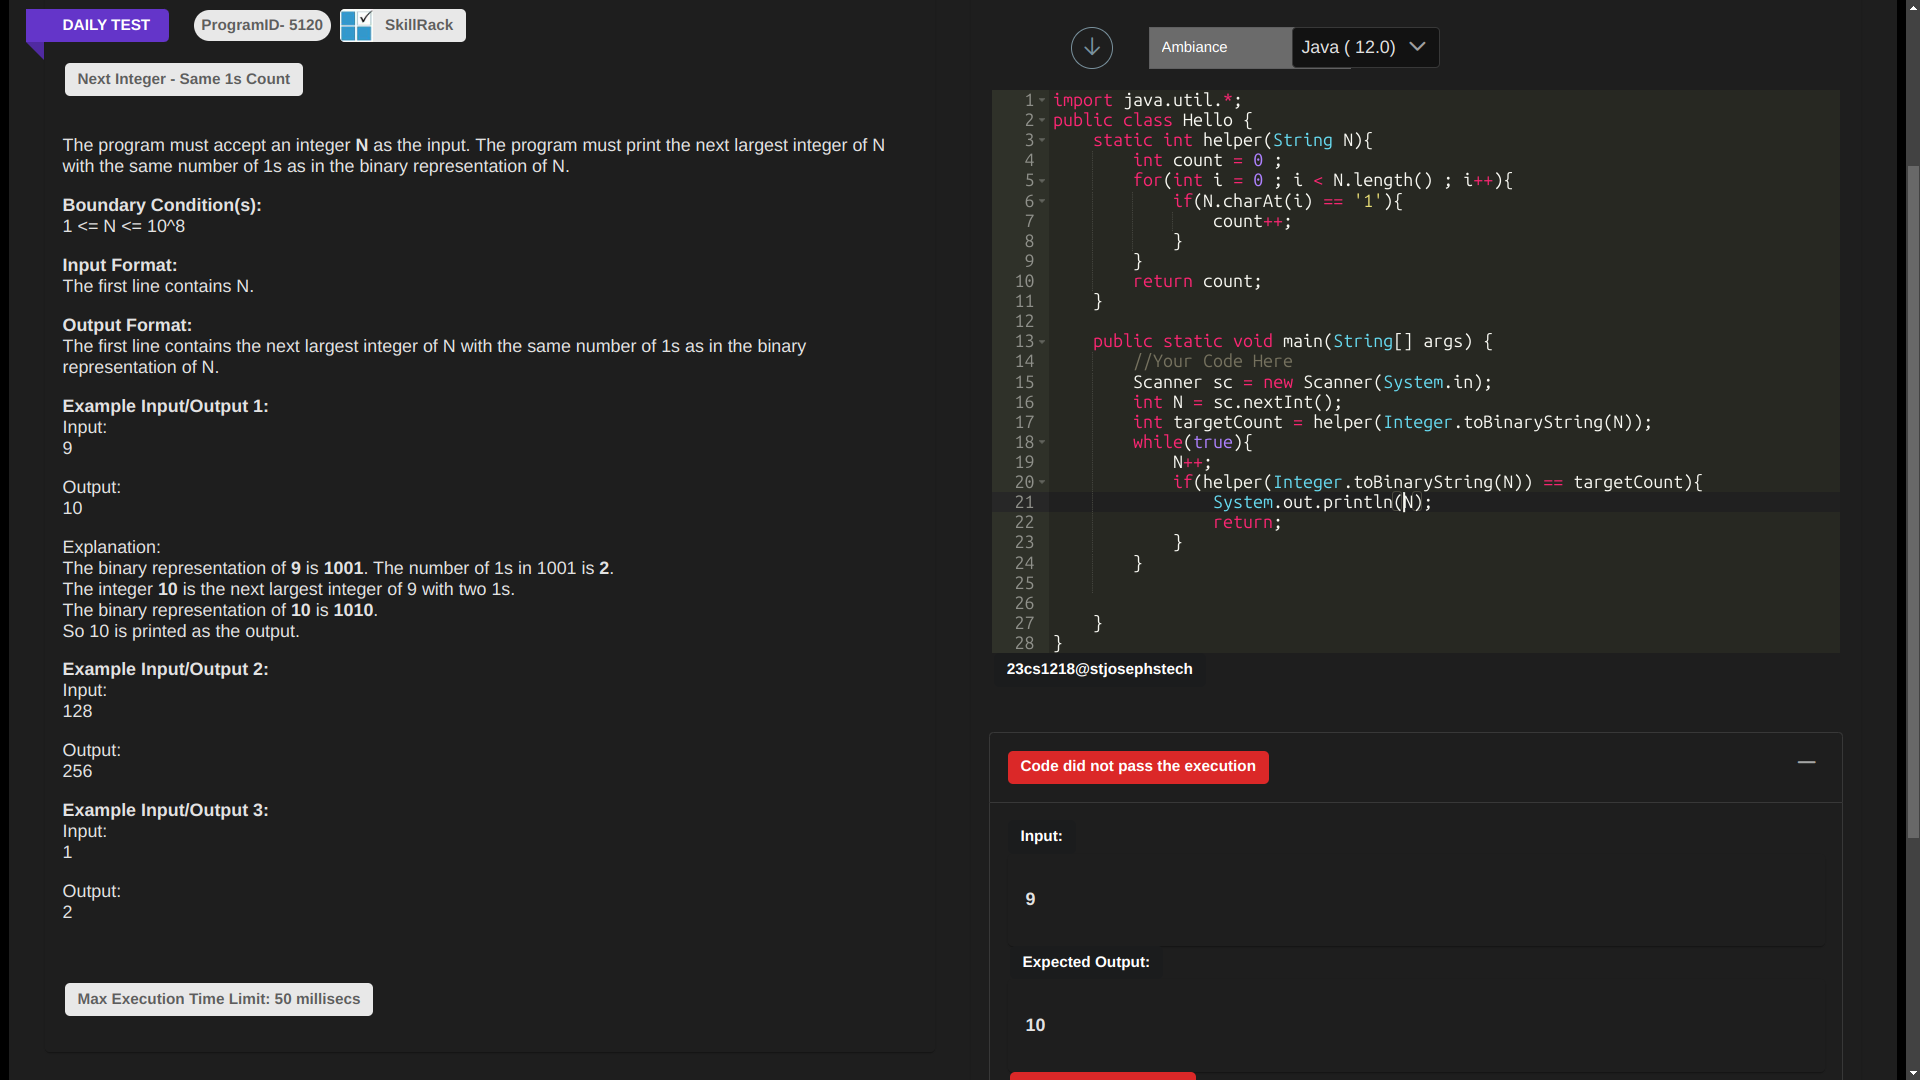 DAILY TEST
ProgramID- 5120
SkillRack
Next Integer - Same 1s Count
The program must accept an integer N as the input. The program must print the next largest integer of N
with the same number of 1s as in the binary representation of N.
Boundary Condition(s):
1 <= N <= 10^8
Input Format:
The first line contains N.
Output Format:
The first line contains the next largest integer of N with the same number of 1s as in the binary
representation of N.
Example Input/Output 1:
Input:
9
Output:
10
Explanation:
The binary representation of 9 is 1001. The number of 1s in 1001 is 2.
The integer 10 is the next largest integer of 9 with two 1s.
The binary representation of 10 is 1010.
So 10 is printed as the output.
Example Input/Output 2:
Input:
128
Output:
256
Example Input/Output 3:
Input:
1
Output:
2
Max Execution Time Limit: 50 millisecs
Ambiance
Java ( 12.0)
1 import java.util.*;
2 public class Hello {
3     static int helper(String N){
4         int count = 0 ;
5         for(int i = 0 ; i < N.length() ; i++){
6             if(N.charAt(i) == '1'){
7                 count++;
8             }
9         }
10         return count;
11     }
12
13     public static void main(String[] args) {
14         //Your Code Here
15         Scanner sc = new Scanner(System.in);
16         int N = sc.nextInt();
17         int targetCount = helper(Integer.toBinaryString(N));
18         while(true){
19             N++;
20             if(helper(Integer.toBinaryString(N)) == targetCount){
21                 System.out.println(N);
22                 return;
23             }
24         }
25
26
27     }
28 }
23cs1218@stjosephstech
Code did not pass the execution
Input:
9
Expected Output:
10